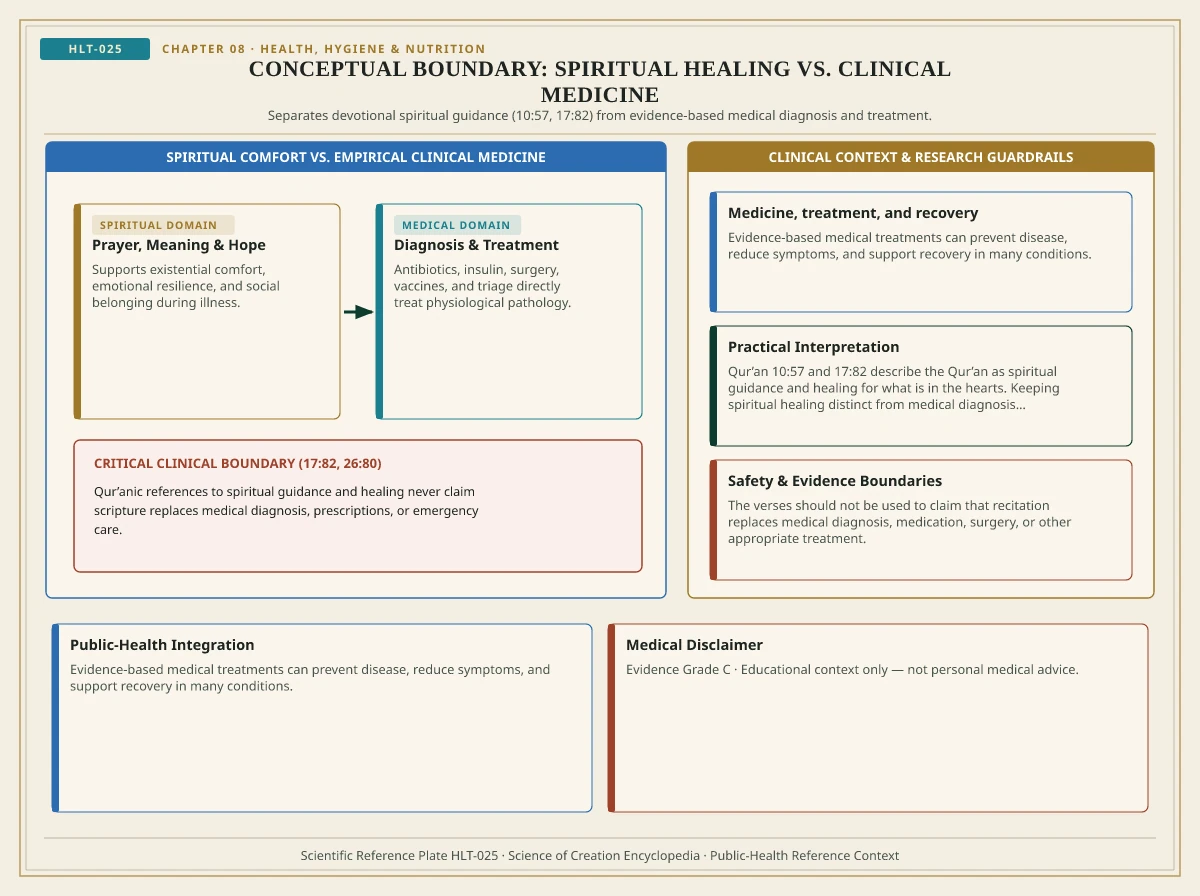 HLT-025
CHAPTER 08 · HEALTH, HYGIENE & NUTRITION
CONCEPTUAL BOUNDARY: SPIRITUAL HEALING VS. CLINICAL
MEDICINE
Separates devotional spiritual guidance (10:57, 17:82) from evidence-based medical diagnosis and treatment.
SPIRITUAL COMFORT VS. EMPIRICAL CLINICAL MEDICINE
SPIRITUAL DOMAIN
Prayer, Meaning & Hope
Supports existential comfort,
emotional resilience, and social
belonging during illness.
MEDICAL DOMAIN
Diagnosis & Treatment
Antibiotics, insulin, surgery,
vaccines, and triage directly
treat physiological pathology.
CRITICAL CLINICAL BOUNDARY (17:82, 26:80)
Qur’anic references to spiritual guidance and healing never claim
scripture replaces medical diagnosis, prescriptions, or emergency
care.
CLINICAL CONTEXT & RESEARCH GUARDRAILS
Medicine, treatment, and recovery
Evidence-based medical treatments can prevent disease,
reduce symptoms, and support recovery in many conditions.
Practical Interpretation
Qur’an 10:57 and 17:82 describe the Qur’an as spiritual
guidance and healing for what is in the hearts. Keeping
spiritual healing distinct from medical diagnosis…
Safety & Evidence Boundaries
The verses should not be used to claim that recitation
replaces medical diagnosis, medication, surgery, or other
appropriate treatment.
Public-Health Integration
Evidence-based medical treatments can prevent disease, reduce symptoms, and
support recovery in many conditions.
Medical Disclaimer
Evidence Grade C · Educational context only — not personal medical advice.
Scientific Reference Plate HLT-025 · Science of Creation Encyclopedia · Public-Health Reference Context